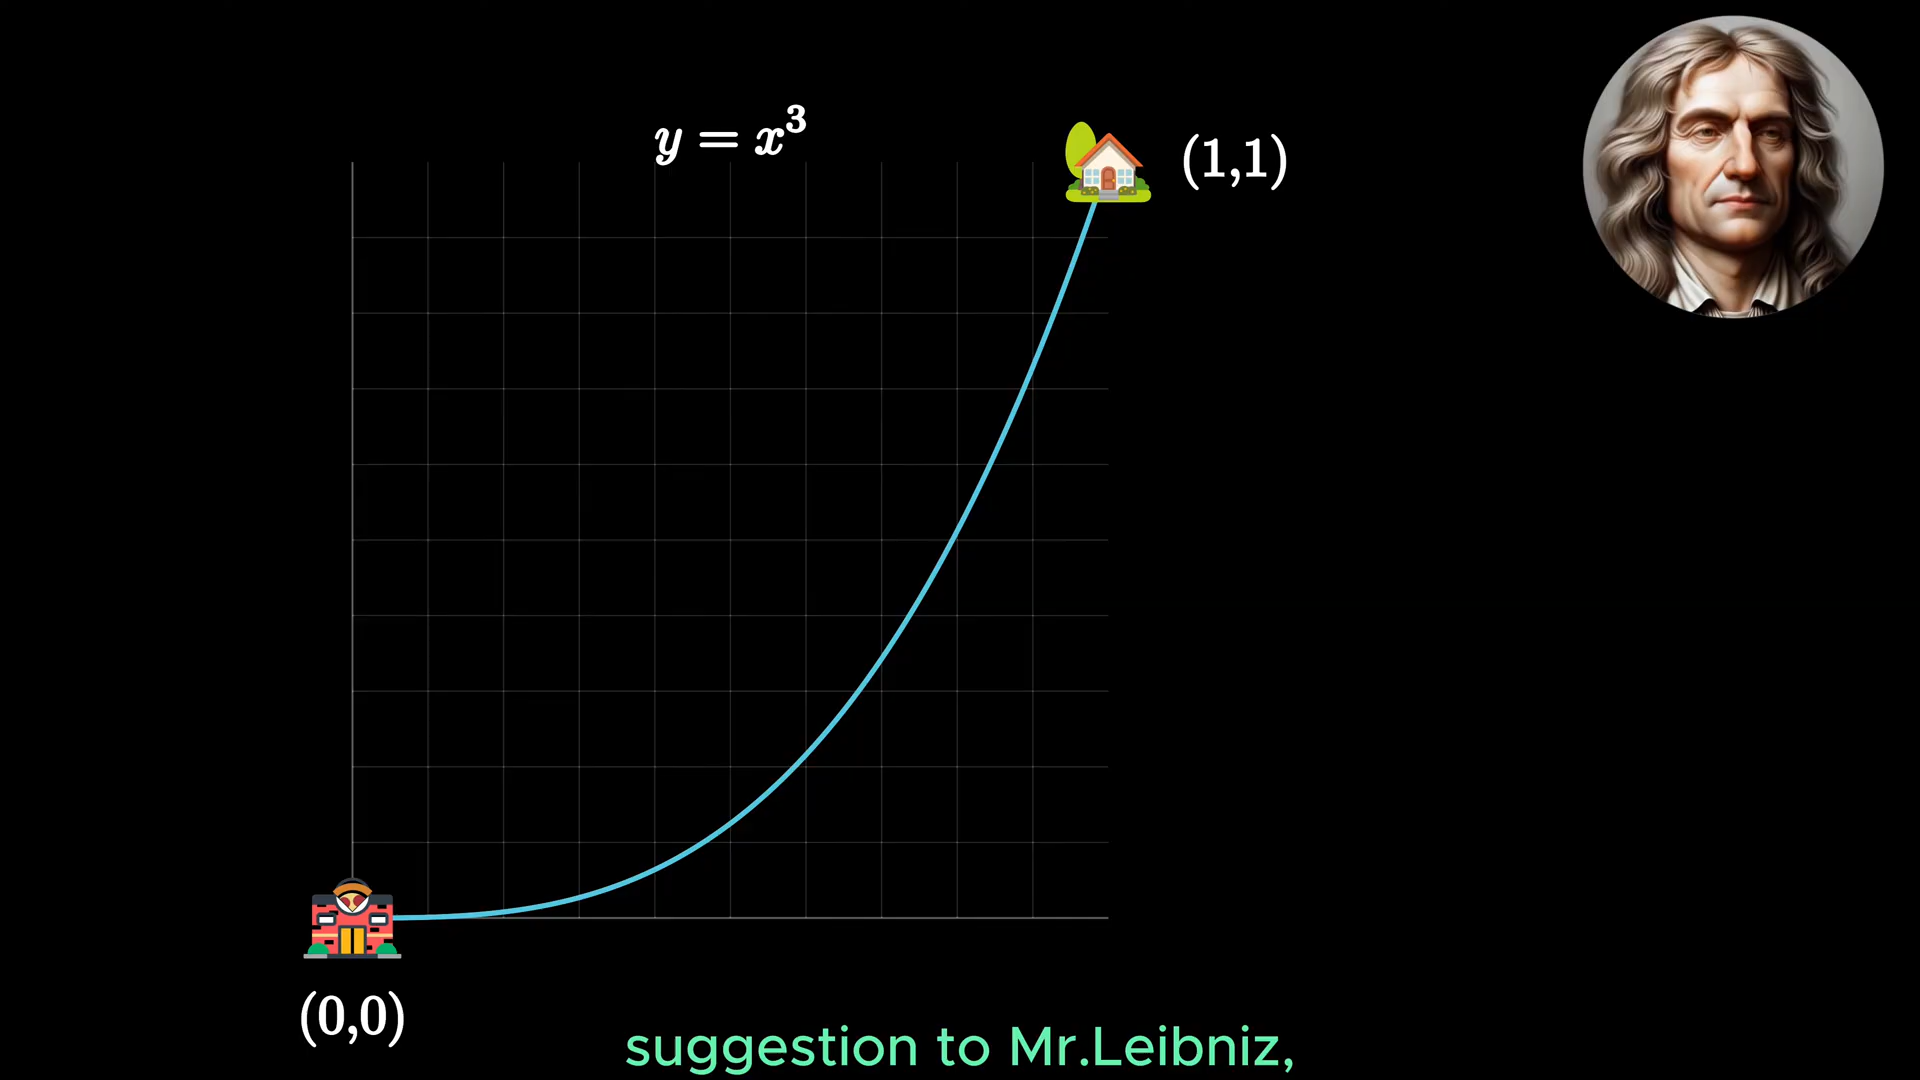 y = x³
(1,1)
(0,0)
suggestion to Mr.Leibniz,